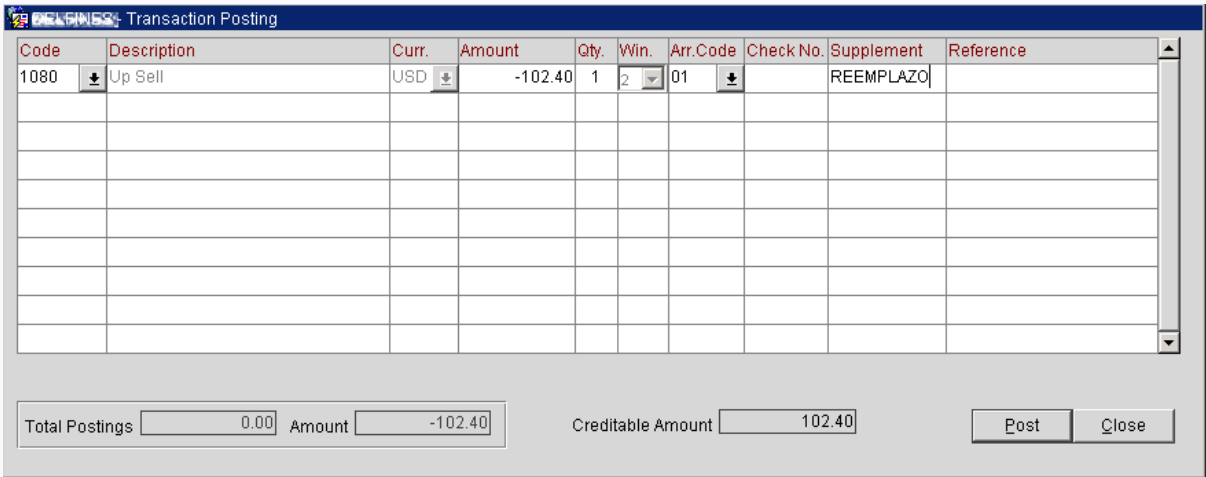 - Transaction Posting
Code Description Curr. Amount Qty. Win. Arr.Code Check No. Supplement Reference
1080 Up Sell USD -102.40 1 2 01 REEMPLAZO
Total Postings 0.00 Amount -102.40 Creditable Amount 102.40 Post Close